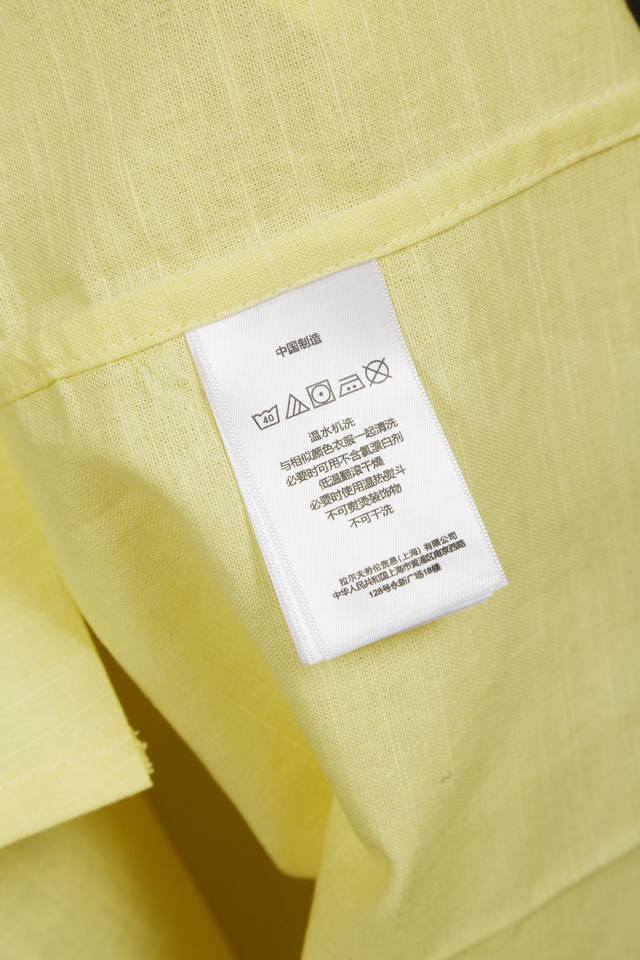 中国制造
40
温水机洗
与相似颜色衣服一起清洗
必要时可用不含氯漂白剂
低温翻滚干燥
必要时使用温热熨斗
不可熨烫装饰物
不可干洗
拉尔夫劳伦贸易(上海)有限公司
中华人民共和国上海市黄浦区南京西路
128号永新广场18楼